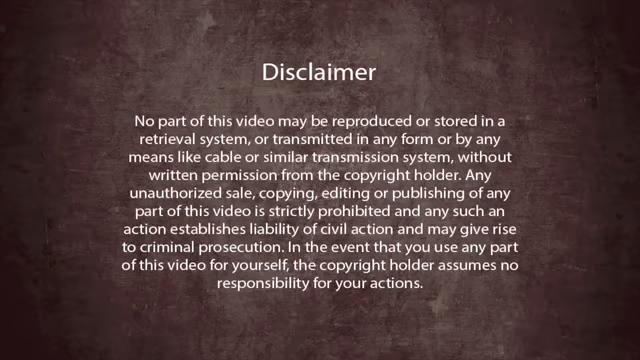 Disclaimer
No part of this video may be reproduced or stored in a
retrieval system, or transmitted in any form or by any
means like cable or similar transmission system, without
written permission from the copyright holder. Any
unauthorized sale, copying, editing or publishing of any
part of this video is strictly prohibited and any such an
action establishes liability of civil action and may give rise
to criminal prosecution. In the event that you use any part
of this video for yourself, the copyright holder assumes no
responsibility for your actions.